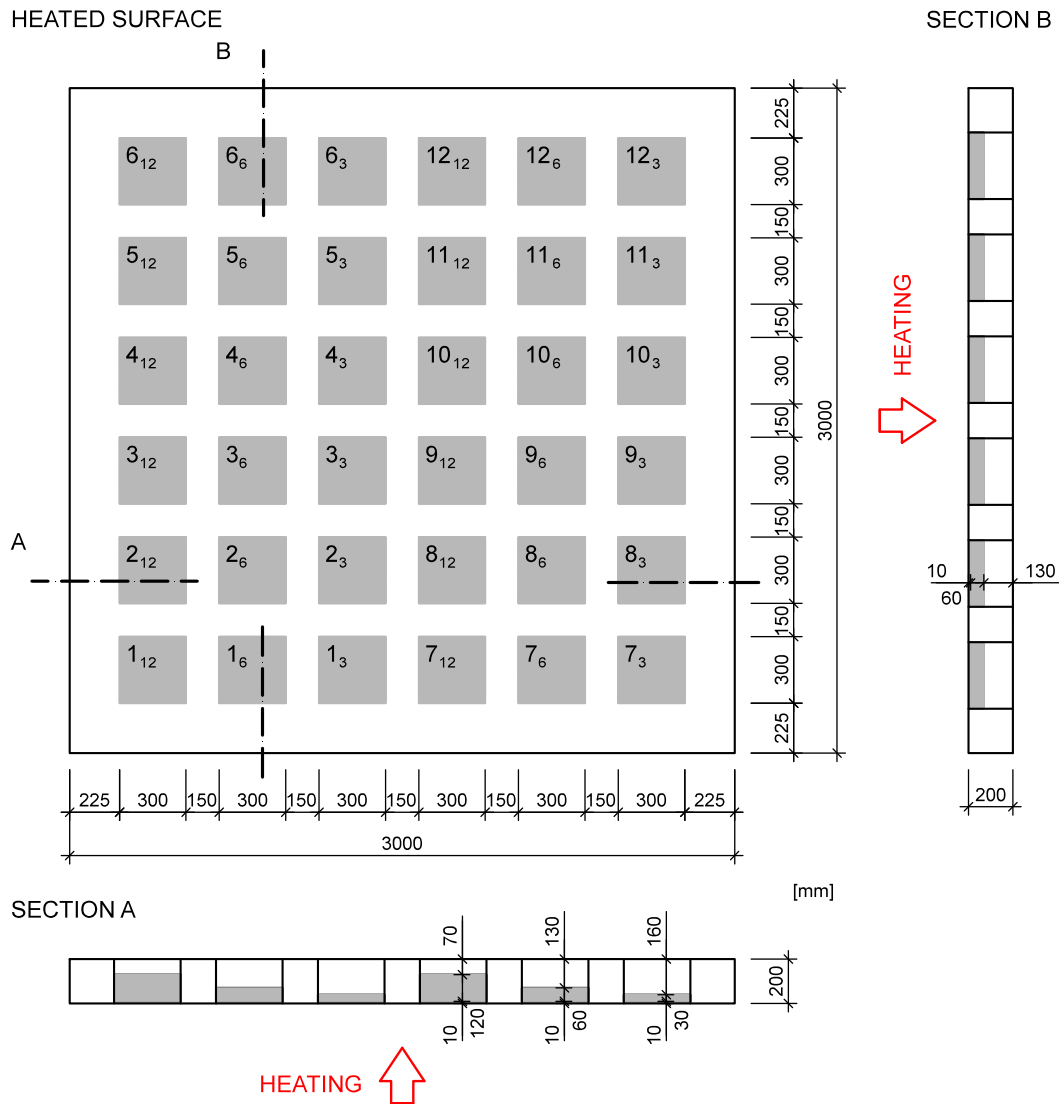 HEATED SURFACE
SECTION B
B
6₁₂ 6₆ 6₃ 12₁₂ 12₆ 12₃
5₁₂ 5₆ 5₃ 11₁₂ 11₆ 11₃
4₁₂ 4₆ 4₃ 10₁₂ 10₆ 10₃
3₁₂ 3₆ 3₃ 9₁₂ 9₆ 9₃
A
2₁₂ 2₆ 2₃ 8₁₂ 8₆ 8₃
1₁₂ 1₆ 1₃ 7₁₂ 7₆ 7₃
225
300
150
300
150
300
150
300
150
300
150
300
225
3000
HEATING
10
60
130
200
225 300 150 300 150 300 150 300 150 300 150 300 225
3000
[mm]
SECTION A
70 130 160
200
10 120 10 60 10 30
HEATING